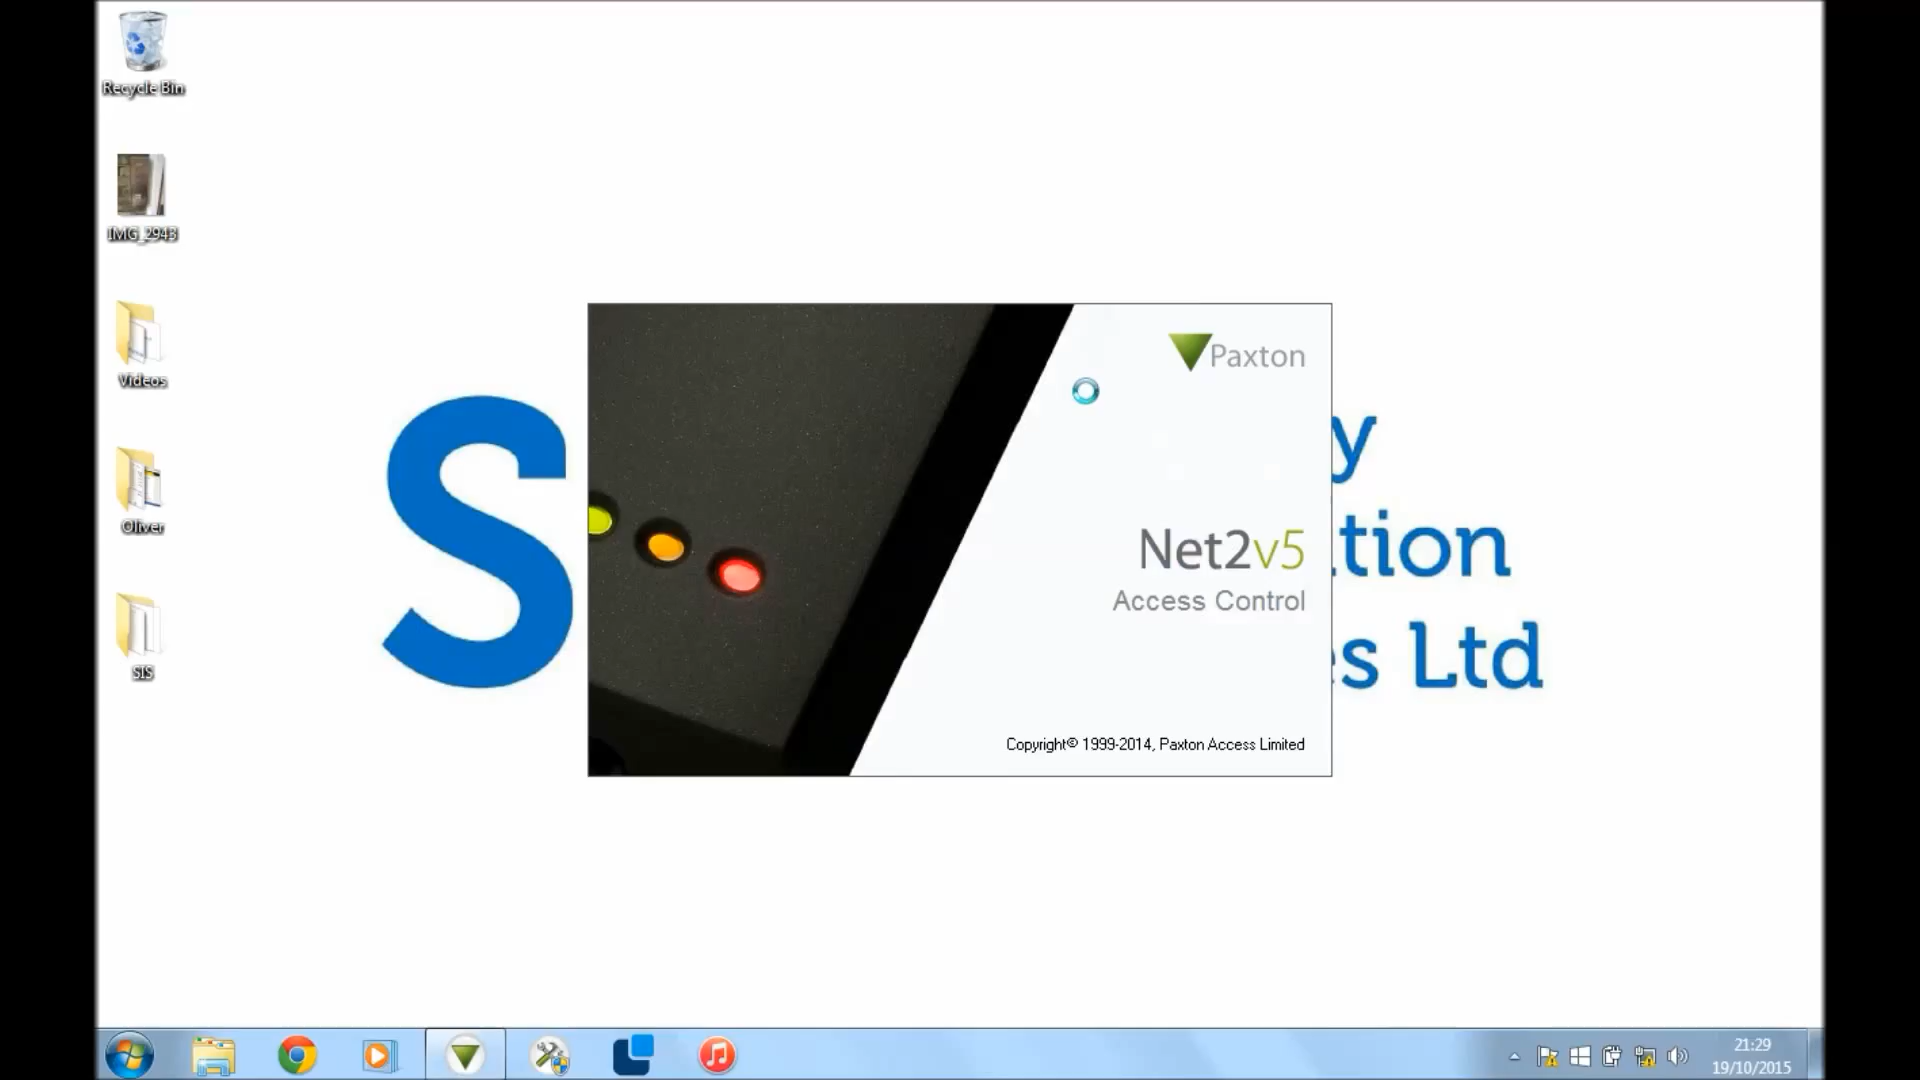 Recycle Bin
IMG_2943
Videos
Oliver
SIS
S
y
tion
s Ltd
Paxton
Net2v5
Access Control
Copyright© 1999-2014, Paxton Access Limited
21:29
19/10/2015